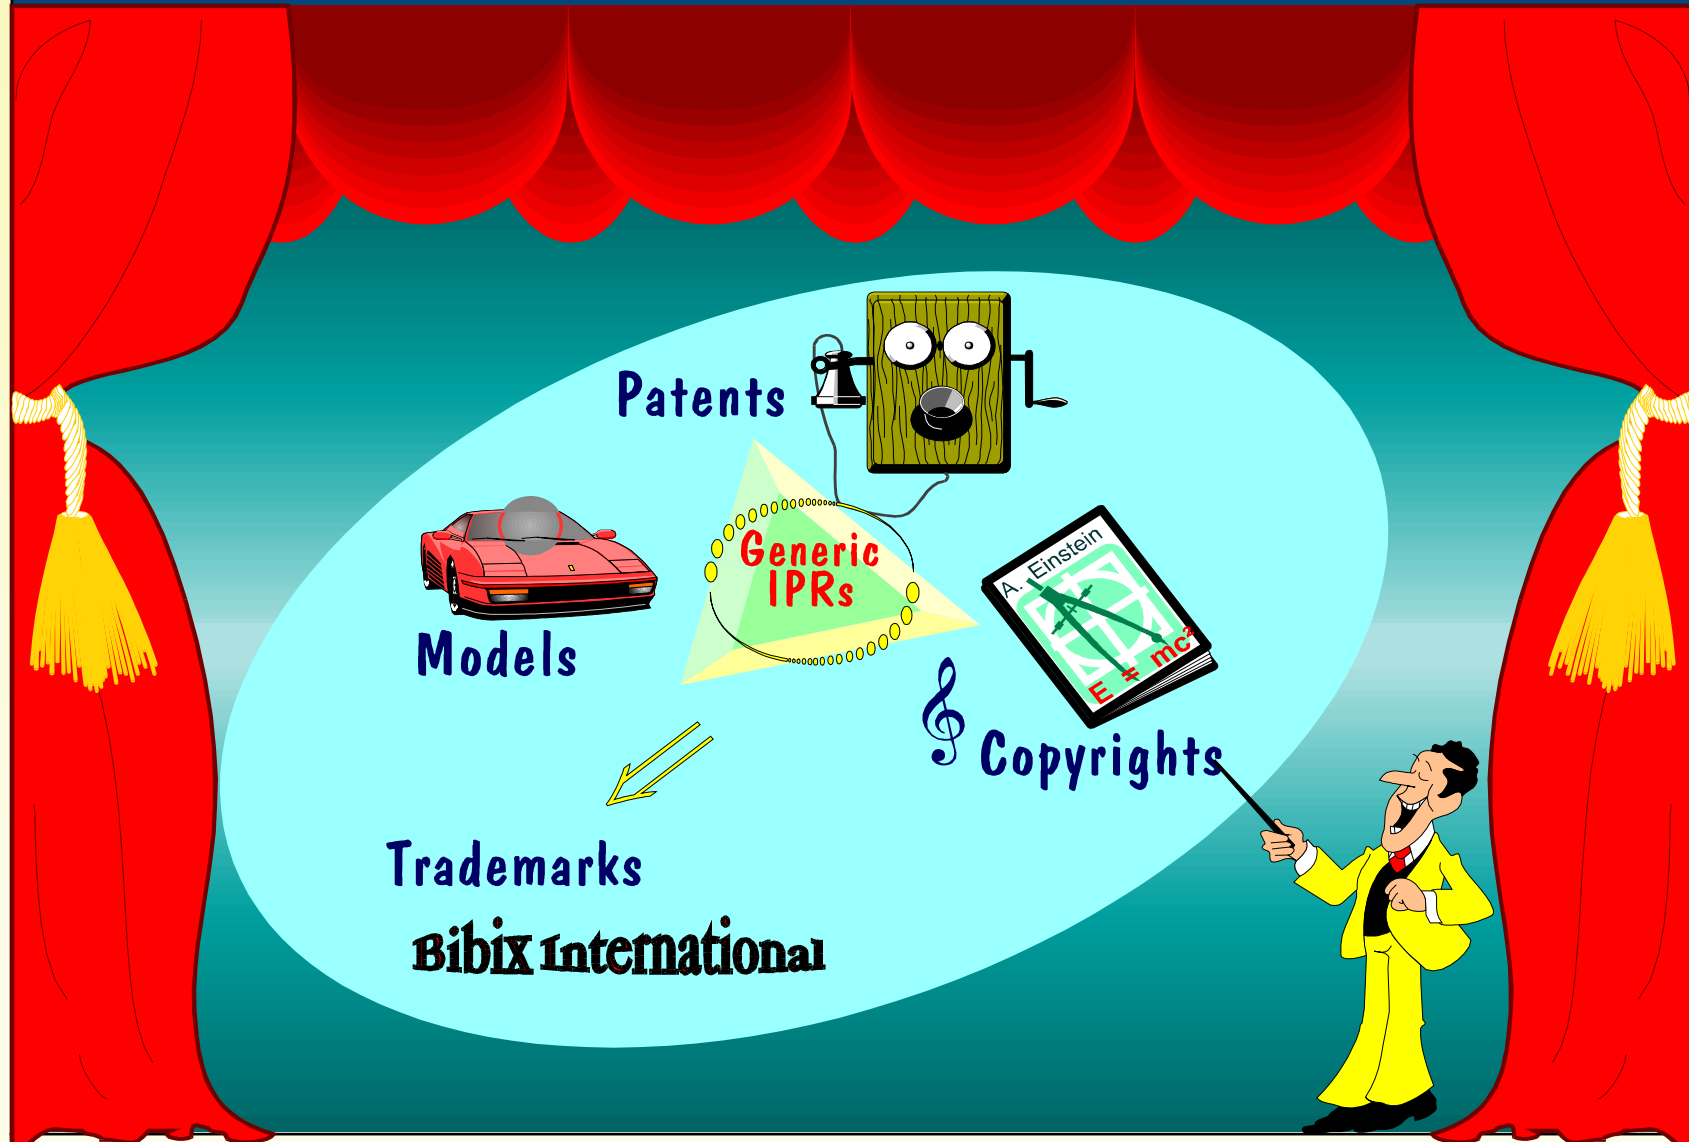 Patents
Generic
IPRs
A. Einstein
E = mc²
Models
Copyrights
Trademarks
Bibix International